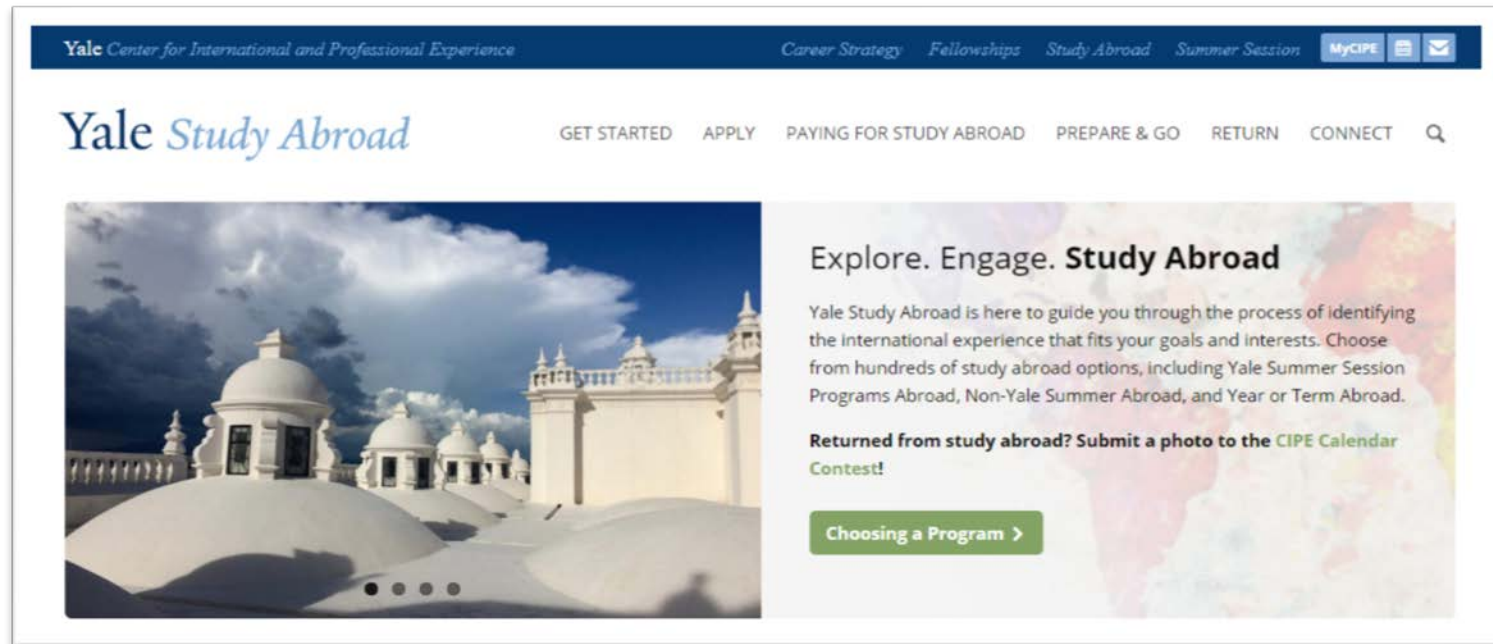 Yale Center for International and Professional Experience
Career Strategy Fellowships Study Abroad Summer Session MyCIPE
Yale Study Abroad
GET STARTED APPLY PAYING FOR STUDY ABROAD PREPARE & GO RETURN CONNECT
Explore. Engage. Study Abroad
Yale Study Abroad is here to guide you through the process of identifying
the international experience that fits your goals and interests. Choose
from hundreds of study abroad options, including Yale Summer Session
Programs Abroad, Non-Yale Summer Abroad, and Year or Term Abroad.
Returned from study abroad? Submit a photo to the CIPE Calendar
Contest!
Choosing a Program